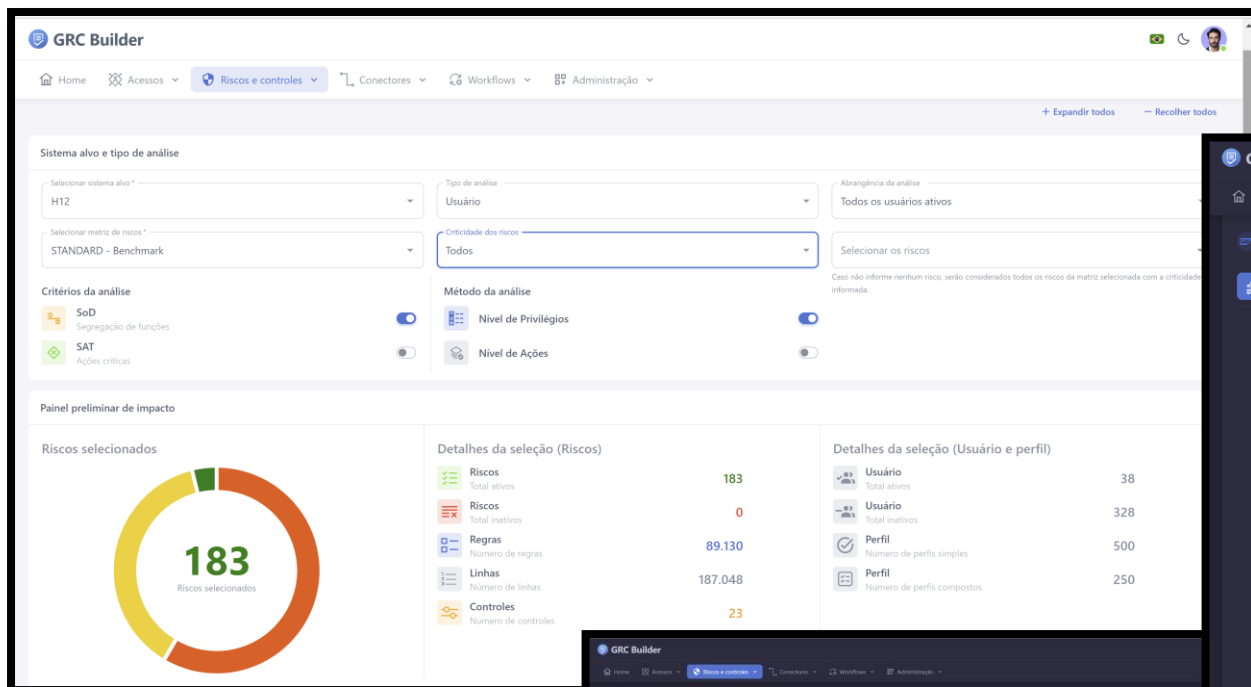 GRC Builder
Home Acessos Riscos e controles Conectores Workflows Administração
+ Expandir todos − Recolher todos
Sistema alvo e tipo de análise
Selecionar sistema alvo *
H12
Tipo de análise
Usuário
Abrangência da análise
Todos os usuários ativos
Selecionar matriz de riscos *
STANDARD - Benchmark
Criticidade dos riscos
Todos
Selecionar os riscos
Caso não informe nenhum risco, serão considerados todos os riscos da matriz selecionada com a criticidade
informada.
Critérios da análise
SoD
Segregação de funções
SAT
Ações críticas
Método da análise
Nível de Privilégios
Nível de Ações
Painel preliminar de impacto
Riscos selecionados
183
Riscos selecionados
Detalhes da seleção (Riscos)
Riscos
Total ativos
183
Riscos
Total inativos
0
Regras
Número de regras
89.130
Linhas
Número de linhas
187.048
Controles
Número de controles
23
Detalhes da seleção (Usuário e perfil)
Usuário
Total ativos
38
Usuário
Total inativos
328
Perfil
Número de perfis simples
500
Perfil
Número de perfis compostos
250
GRC Builder
Home Acessos Riscos e controles Conectores Workflows Administração